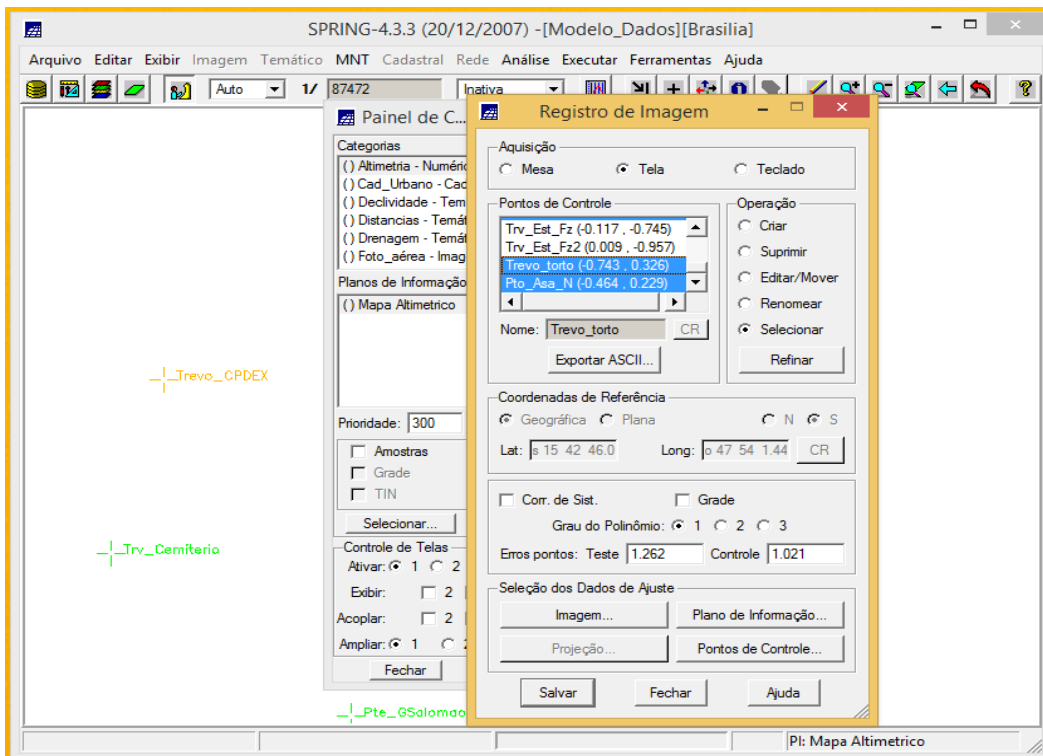 SPRING-4.3.3 (20/12/2007) -[Modelo_Dados][Brasilia]
Arquivo Editar Exibir Imagem Temático MNT Cadastral Rede Análise Executar Ferramentas Ajuda
Auto 1/ 87472 Inativa
Painel de C...
Categorias
( ) Altimetria - Numéric
( ) Cad_Urbano - Cad
( ) Declividade - Tem
( ) Distancias - Temát
( ) Drenagem - Temát
( ) Foto_aérea - Imag
Planos de Informação
( ) Mapa Altimetrico
Prioridade: 300
Amostras
Grade
TIN
Selecionar...
Controle de Telas
Ativar: 1 2
Exibir: 2
Acoplar: 2
Ampliar: 1 2
Fechar
Registro de Imagem
Aquisição
Mesa Tela Teclado
Pontos de Controle
Trv_Est_Fz (-0.117 , -0.745)
Trv_Est_Fz2 (0.009 , -0.957)
Trevo_torto (-0.743 , 0.326)
Pto_Asa_N (-0.464 , 0.229)
Nome: Trevo_torto CR
Exportar ASCII...
Operação
Criar
Suprimir
Editar/Mover
Renomear
Selecionar
Refinar
Coordenadas de Referência
Geográfica Plana N S
Lat: s 15 42 46.0 Long: o 47 54 1.44 CR
Corr. de Sist. Grade
Grau do Polinômio: 1 2 3
Erros pontos: Teste 1.262 Controle 1.021
Seleção dos Dados de Ajuste
Imagem... Plano de Informação...
Projeção... Pontos de Controle...
Salvar Fechar Ajuda
Trevo_CPDEX
Trv_Cemiterio
Pte_GSalomao
PI: Mapa Altimetrico